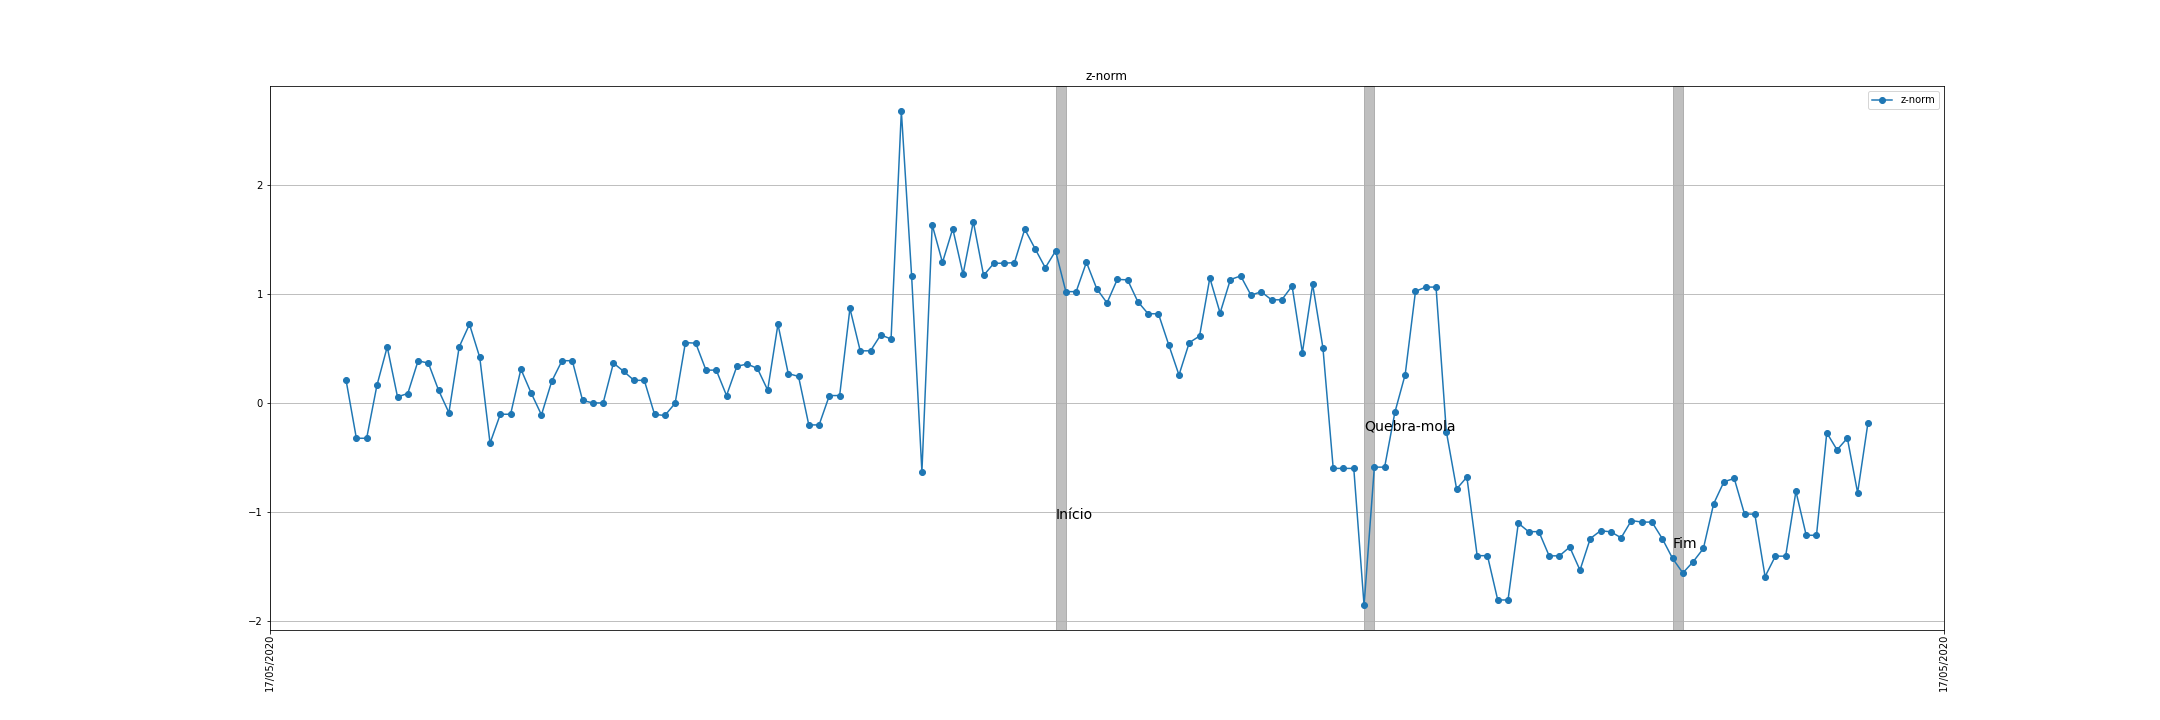 z-norm
z-norm
2
1
0
−1
−2
Quebra-mola
Início
Fim
17/05/2020
17/05/2020